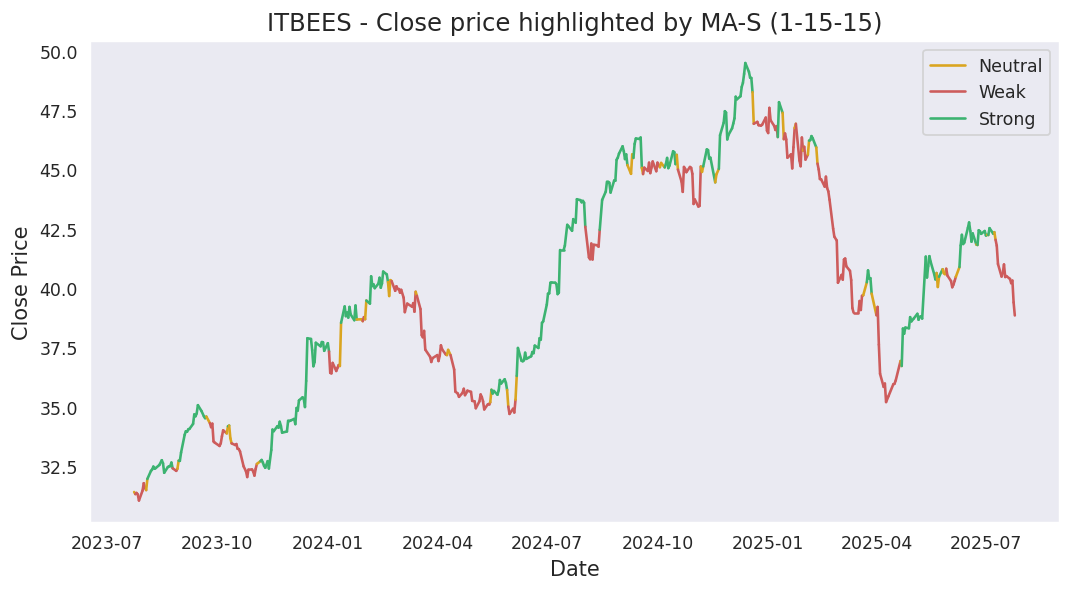 ITBEES - Close price highlighted by MA-S (1-15-15)
50.0
47.5
45.0
42.5
40.0
37.5
35.0
32.5
Close Price
Neutral
Weak
Strong
2023-07 2023-10 2024-01 2024-04 2024-07 2024-10 2025-01 2025-04 2025-07
Date